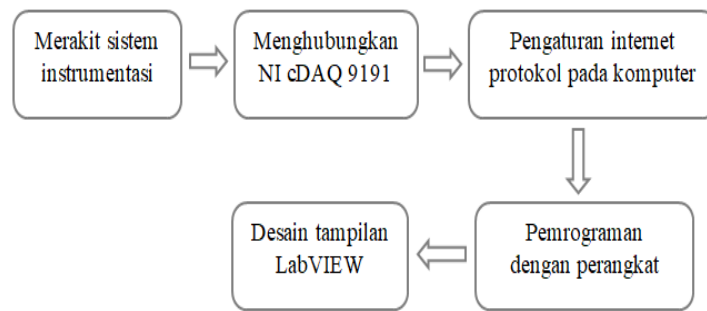 Merakit sistem
instrumentasi
Menghubungkan
NI cDAQ 9191
Pengaturan internet
protokol pada komputer
Pemrograman
dengan perangkat
Desain tampilan
LabVIEW